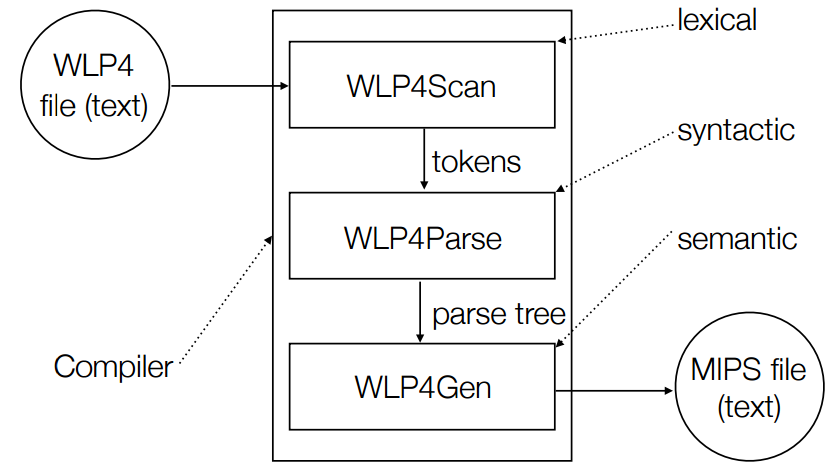 WLP4
file (text)
WLP4Scan
lexical
tokens
syntactic
WLP4Parse
semantic
parse tree
Compiler
WLP4Gen
MIPS file
(text)